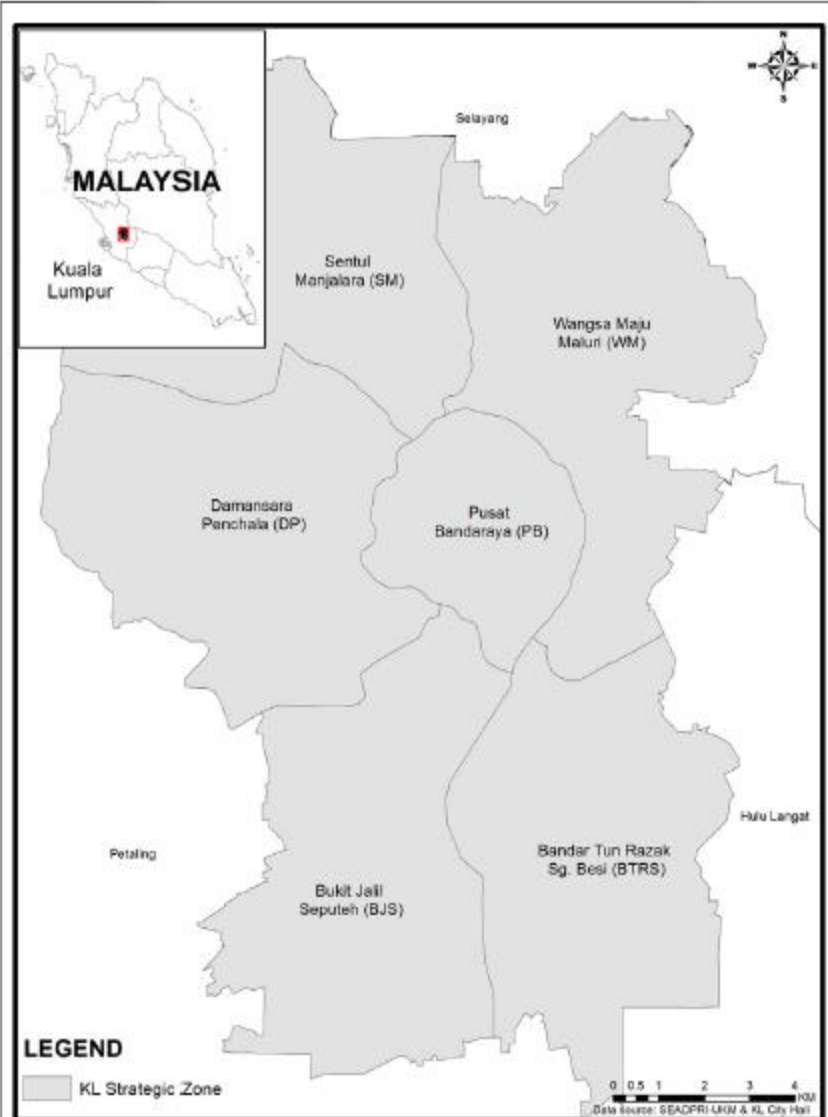 MALAYSIA
Kuala
Lumpur
N
W
E
S
Selayang
Sentul
Manjalara (SM)
Wangsa Maju
Maluri (WM)
Damansara
Penchala (DP)
Pusat
Bandaraya (PB)
Hulu Langat
Petaling
Bandar Tun Razak
Sg. Besi (BTRS)
Bukit Jalil
Seputeh (BJS)
LEGEND
KL Strategic Zone
0 0.5 1 2 3 4
KM
Data source: SEADPRI-UKM & KL City Hall